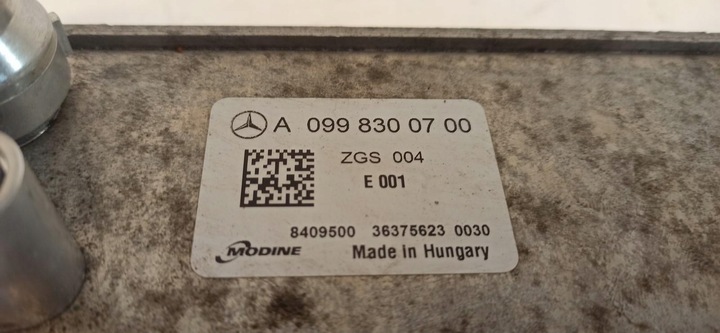 A 099 830 07 00
ZGS 004
E 001
8409500 36375623 0030
MODINE Made in Hungary